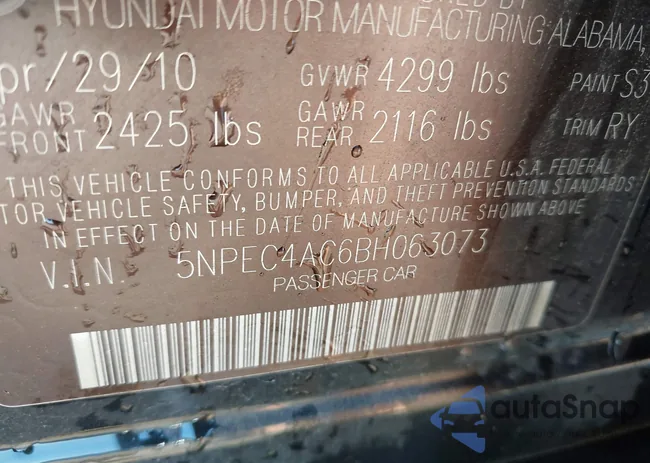 HYUNDAI MOTOR MANUFACTURING ALABAMA,
pr/29/10 GVWR 4299 lbs PAINT S3
GAWR FRONT 2425 lbs GAWR REAR 2116 lbs TRIM RY
THIS VEHICLE CONFORMS TO ALL APPLICABLE U.S.A. FEDERAL
TOR VEHICLE SAFETY, BUMPER, AND THEFT PREVENTION STANDARDS
IN EFFECT ON THE DATE OF MANUFACTURE SHOWN ABOVE
V.I.N. 5NPEC4AC6BH063073
PASSENGER CAR
autoSnap